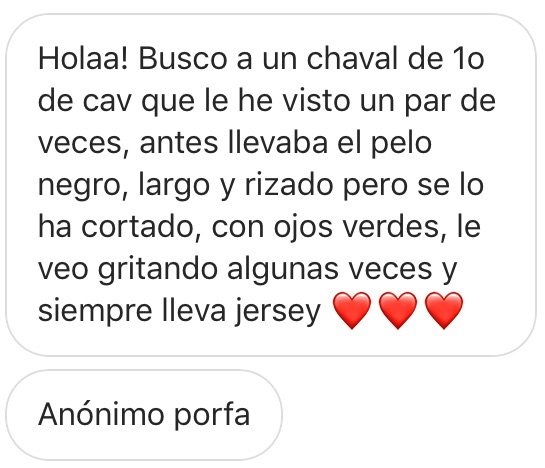 Holaa! Busco a un chaval de 1o
de cav que le he visto un par de
veces, antes llevaba el pelo
negro, largo y rizado pero se lo
ha cortado, con ojos verdes, le
veo gritando algunas veces y
siempre lleva jersey ❤️❤️❤️
Anónimo porfa